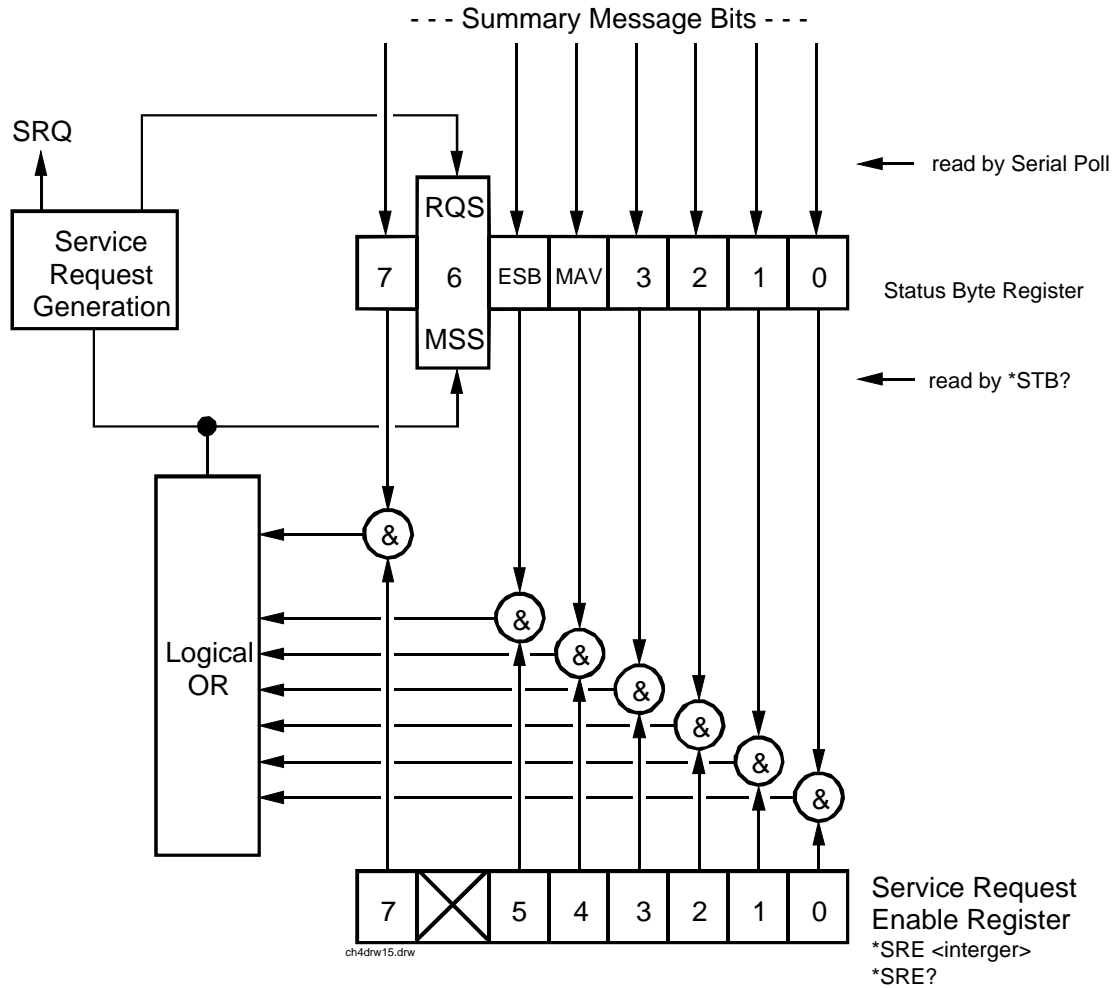 - - - Summary Message Bits - - -
SRQ
read by Serial Poll
RQS
Service
Request
Generation
7 6 ESB MAV 3 2 1 0
Status Byte Register
MSS
read by *STB?
&
&
Logical
OR
&
&
&
&
&
7 5 4 3 2 1 0
Service Request
Enable Register
*SRE <interger>
*SRE?
ch4drw15.drw